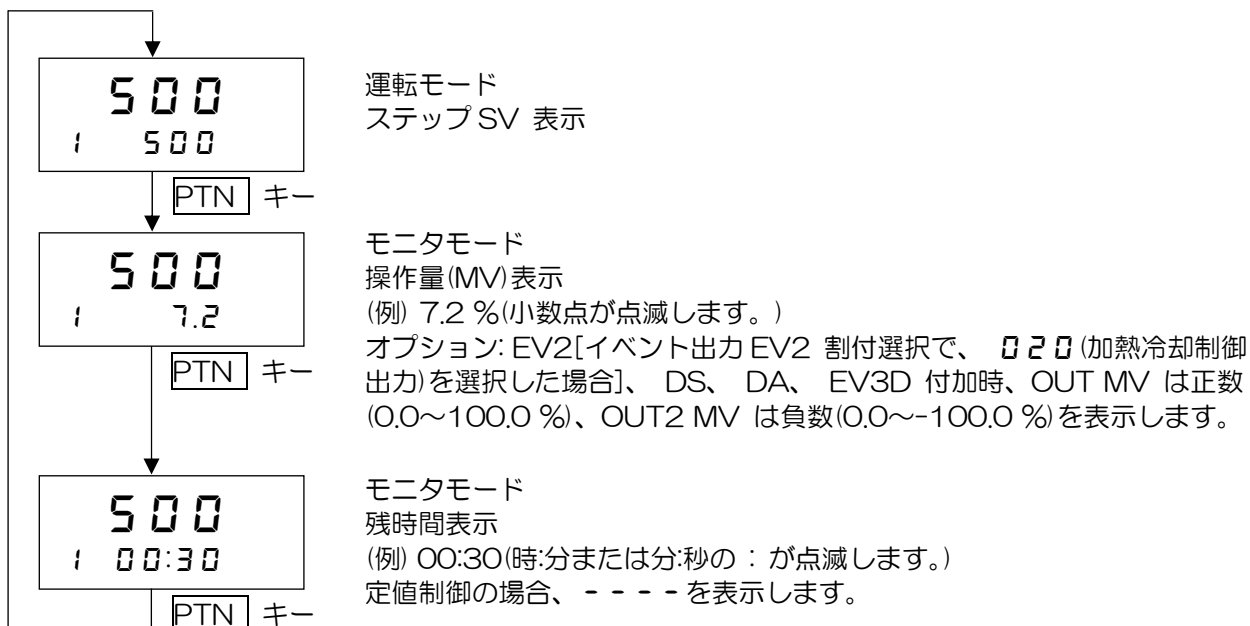 500
1 500
運転モード
ステップSV 表示
PTN キー
500
1 7.2
モニタモード
操作量(MV)表示
(例) 7.2 %(小数点が点滅します。)
オプション: EV2[イベント出力 EV2 割付選択で、 020(加熱冷却制御
出力)を選択した場合]、 DS、 DA、 EV3D 付加時、OUT MV は正数
(0.0～100.0 %)、OUT2 MV は負数(0.0～-100.0 %)を表示します。
PTN キー
500
1 00:30
モニタモード
残時間表示
(例) 00:30(時:分または分:秒の : が点滅します。)
定値制御の場合、 - - - - を表示します。
PTN キー